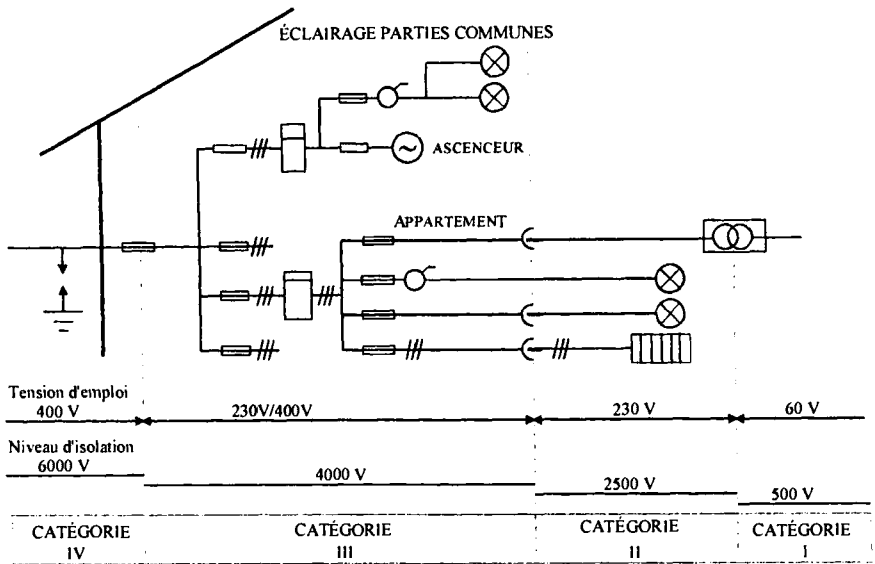 ÉCLAIRAGE PARTIES COMMUNES
ASCENCEUR
APPARTEMENT
Tension d'emploi
400 V 230V/400V 230 V 60 V
Niveau d'isolation
6000 V 4000 V 2500 V 500 V
CATÉGORIE CATÉGORIE CATÉGORIE CATÉGORIE
IV III II I